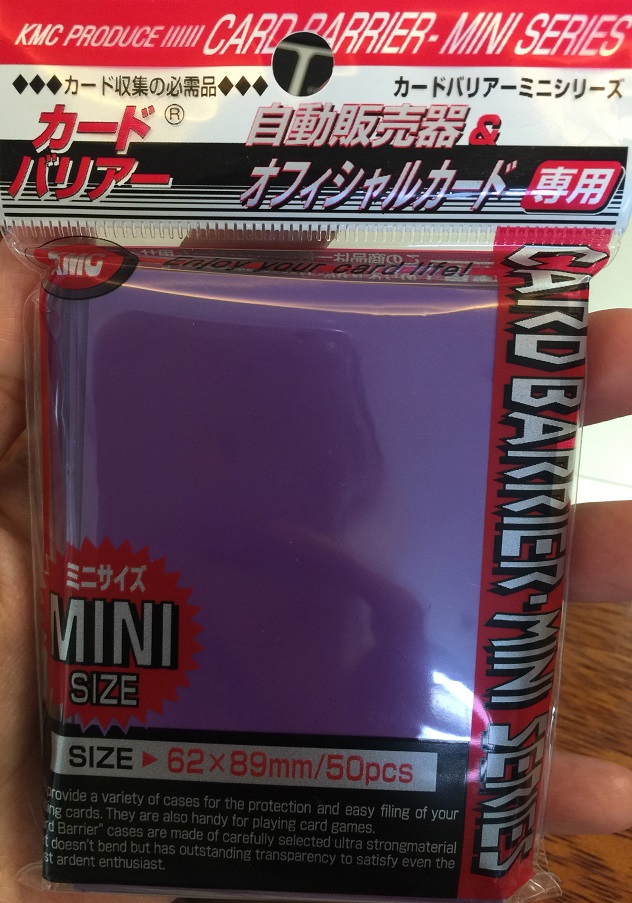 KMC PRODUCE ////// CARD BARRIER - MINI SERIES
◆◆◆カード収集の必需品◆◆◆
カードバリアーミニシリーズ
カード®
バリアー
自動販売器&
オフィシャルカード 専用
KMC
Enjoy your card life!
この商品は
CARD BARRIER-MINI SERIES
ミニサイズ
MINI
SIZE
SIZE ▶ 62×89mm/50pcs
provide a variety of cases for the protection and easy filing of your
ing cards. They are also handy for playing card games.
d Barrier" cases are made of carefully selected ultra strongmaterial
t doesn't bend but has outstanding transparency to satisfy even the
st ardent enthusiast.